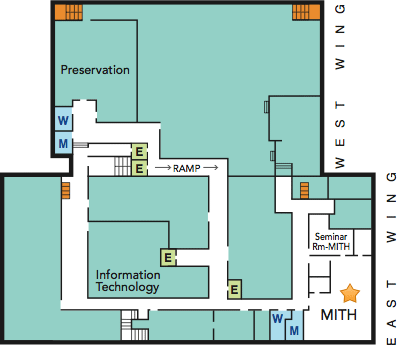 Preservation
WEST WING
W
M
E
E
→ RAMP →
EAST WING
Seminar
Rm-MITH
E
Information
Technology
E
W
M
MITH